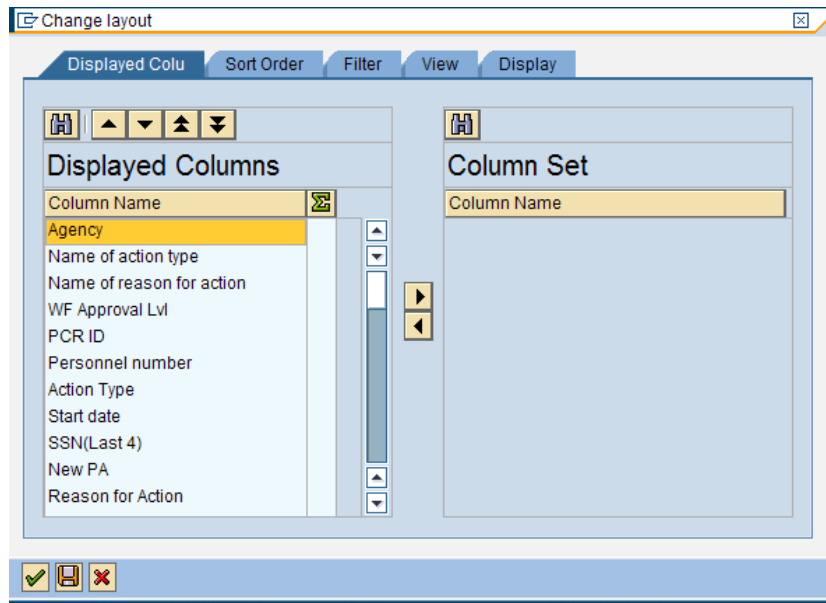 Change layout
Displayed Colu
Sort Order
Filter
View
Display
Displayed Columns
Column Name
Agency
Name of action type
Name of reason for action
WF Approval Lvl
PCR ID
Personnel number
Action Type
Start date
SSN(Last 4)
New PA
Reason for Action
Column Set
Column Name